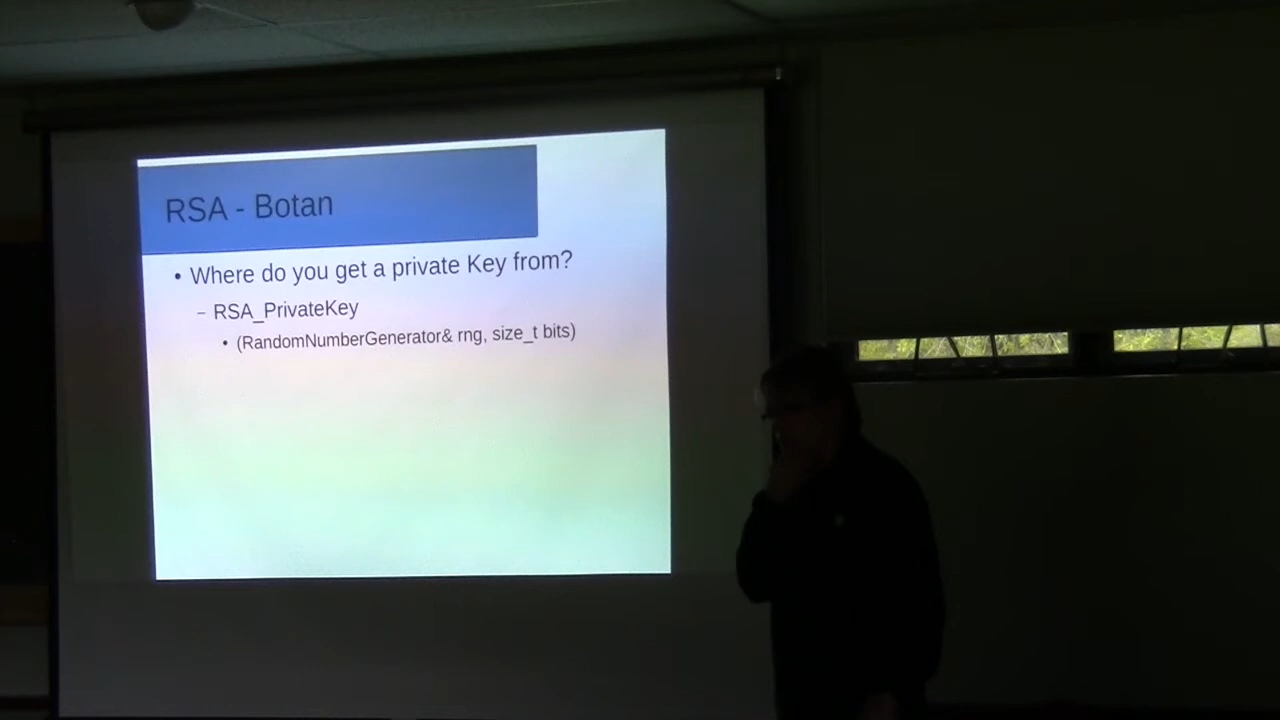 RSA - Botan
• Where do you get a private Key from?
– RSA_PrivateKey
• (RandomNumberGenerator& rng, size_t bits)